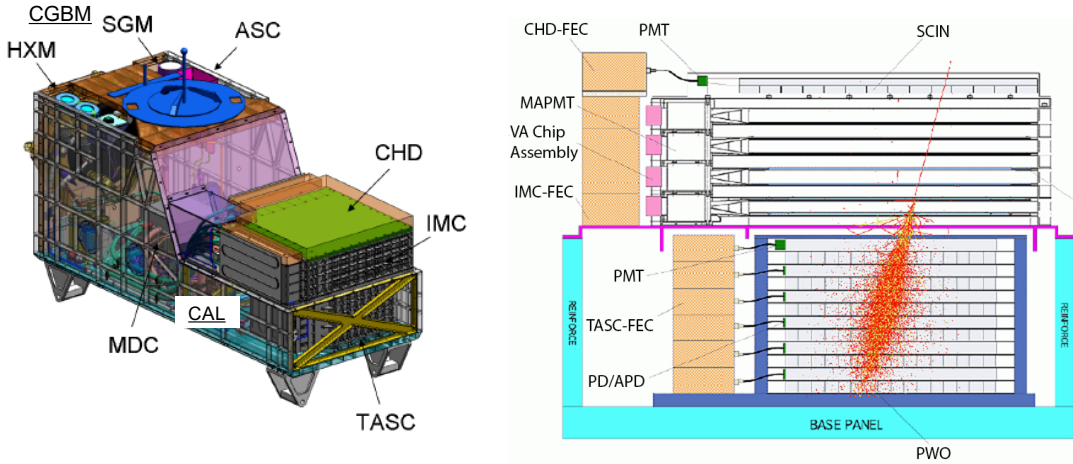 CGBM
SGM
ASC
HXM
CHD
IMC
CAL
MDC
TASC
CHD-FEC
PMT
SCIN
MAPMT
VA Chip
Assembly
IMC-FEC
PMT
TASC-FEC
PD/APD
REINFORCE
REINFORCE
BASE PANEL
PWO